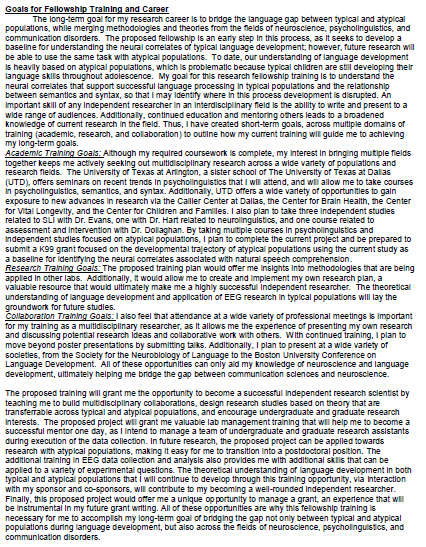 Goals for Fellowship Training and Career
The long-term goal for my research career is to bridge the language gap between typical and atypical
populations, while merging methodologies and theories from the fields of neuroscience, psycholinguistics, and
communication disorders. The proposed fellowship is an early step in this process, as it seeks to develop a
baseline for understanding the neural correlates of typical language development; however, future research will
be able to use the same task with atypical populations. To date, our understanding of language development
is heavily based on atypical populations, which is problematic because typical children are still developing their
language skills throughout adolescence. My goal for this research fellowship training is to understand the
neural correlates that support successful language processing in typical populations and the relationship
between semantics and syntax, so that I may identify where in this process development is disrupted. An
important skill of any independent researcher in an interdisciplinary field is the ability to write and present to a
wide range of audiences. Additionally, continued education and mentoring others leads to a broadened
knowledge of current research in the field. Thus, I have created short-term goals, across multiple domains of
training (academic, research, and collaboration) to outline how my current training will guide me to achieving
my long-term goals.
Academic Training Goals: Although my required coursework is complete, my interest in bringing multiple fields
together keeps me actively seeking out multidisciplinary research across a wide variety of populations and
research fields. The University of Texas at Arlington, a sister school of The University of Texas at Dallas
(UTD), offers seminars on recent trends in psycholinguistics that I will attend, and will allow me to take courses
in psycholinguistics, semantics, and syntax. Additionally, UTD offers a wide variety of opportunities to gain
exposure to new advances in research via the Callier Center at Dallas, the Center for Brain Health, the Center
for Vital Longevity, and the Center for Children and Families. I also plan to take three independent studies
related to SLI with Dr. Evans, one with Dr. Hart related to neurolinguistics, and one course related to
assessment and intervention with Dr. Dollaghan. By taking multiple courses in psycholinguistics and
independent studies focused on atypical populations, I plan to complete the current project and be prepared to
submit a K99 grant focused on the developmental trajectory of atypical populations using the current study as
a baseline for identifying the neural correlates associated with natural speech comprehension.
Research Training Goals: The proposed training plan would offer me insights into methodologies that are being
applied in other labs. Additionally, it would allow me to create and implement my own research plan, a
valuable resource that would ultimately make me a highly successful independent researcher. The theoretical
understanding of language development and application of EEG research in typical populations will lay the
groundwork for future studies.
Collaboration Training Goals: I also feel that attendance at a wide variety of professional meetings is important
for my training as a multidisciplinary researcher, as it allows me the experience of presenting my own research
and discussing potential research ideas and collaborative work with others. With continued training, I plan to
move beyond poster presentations by submitting talks. Additionally, I plan to present at a wide variety of
societies, from the Society for the Neurobiology of Language to the Boston University Conference on
Language Development. All of these opportunities can only aid my knowledge of neuroscience and language
development, ultimately helping me bridge the gap between communication sciences and neuroscience.
The proposed training will grant me the opportunity to become a successful independent research scientist by
teaching me to build multidisciplinary collaborations, design research studies based on theory that are
transferrable across typical and atypical populations, and encourage undergraduate and graduate research
interests. The proposed project will grant me valuable lab management training that will help me to become a
successful mentor one day, as I intend to manage a team of undergraduate and graduate research assistants
during execution of the data collection. In future research, the proposed project can be applied towards
research with atypical populations, making it easy for me to transition into a postdoctoral position. The
additional training in EEG data collection and analysis also provides me with additional skills that can be
applied to a variety of experimental questions. The theoretical understanding of language development in both
typical and atypical populations that I will continue to develop through this training opportunity, via interaction
with my sponsor and co-sponsors, will contribute to my becoming a well-rounded independent researcher.
Finally, this proposed project would offer me a unique opportunity to manage a grant, an experience that will
be instrumental in my future grant writing. All of these opportunities are why this fellowship training is
necessary for me to accomplish my long-term goal of bridging the gap not only between typical and atypical
populations during language development, but also across the fields of neuroscience, psycholinguistics, and
communication disorders.